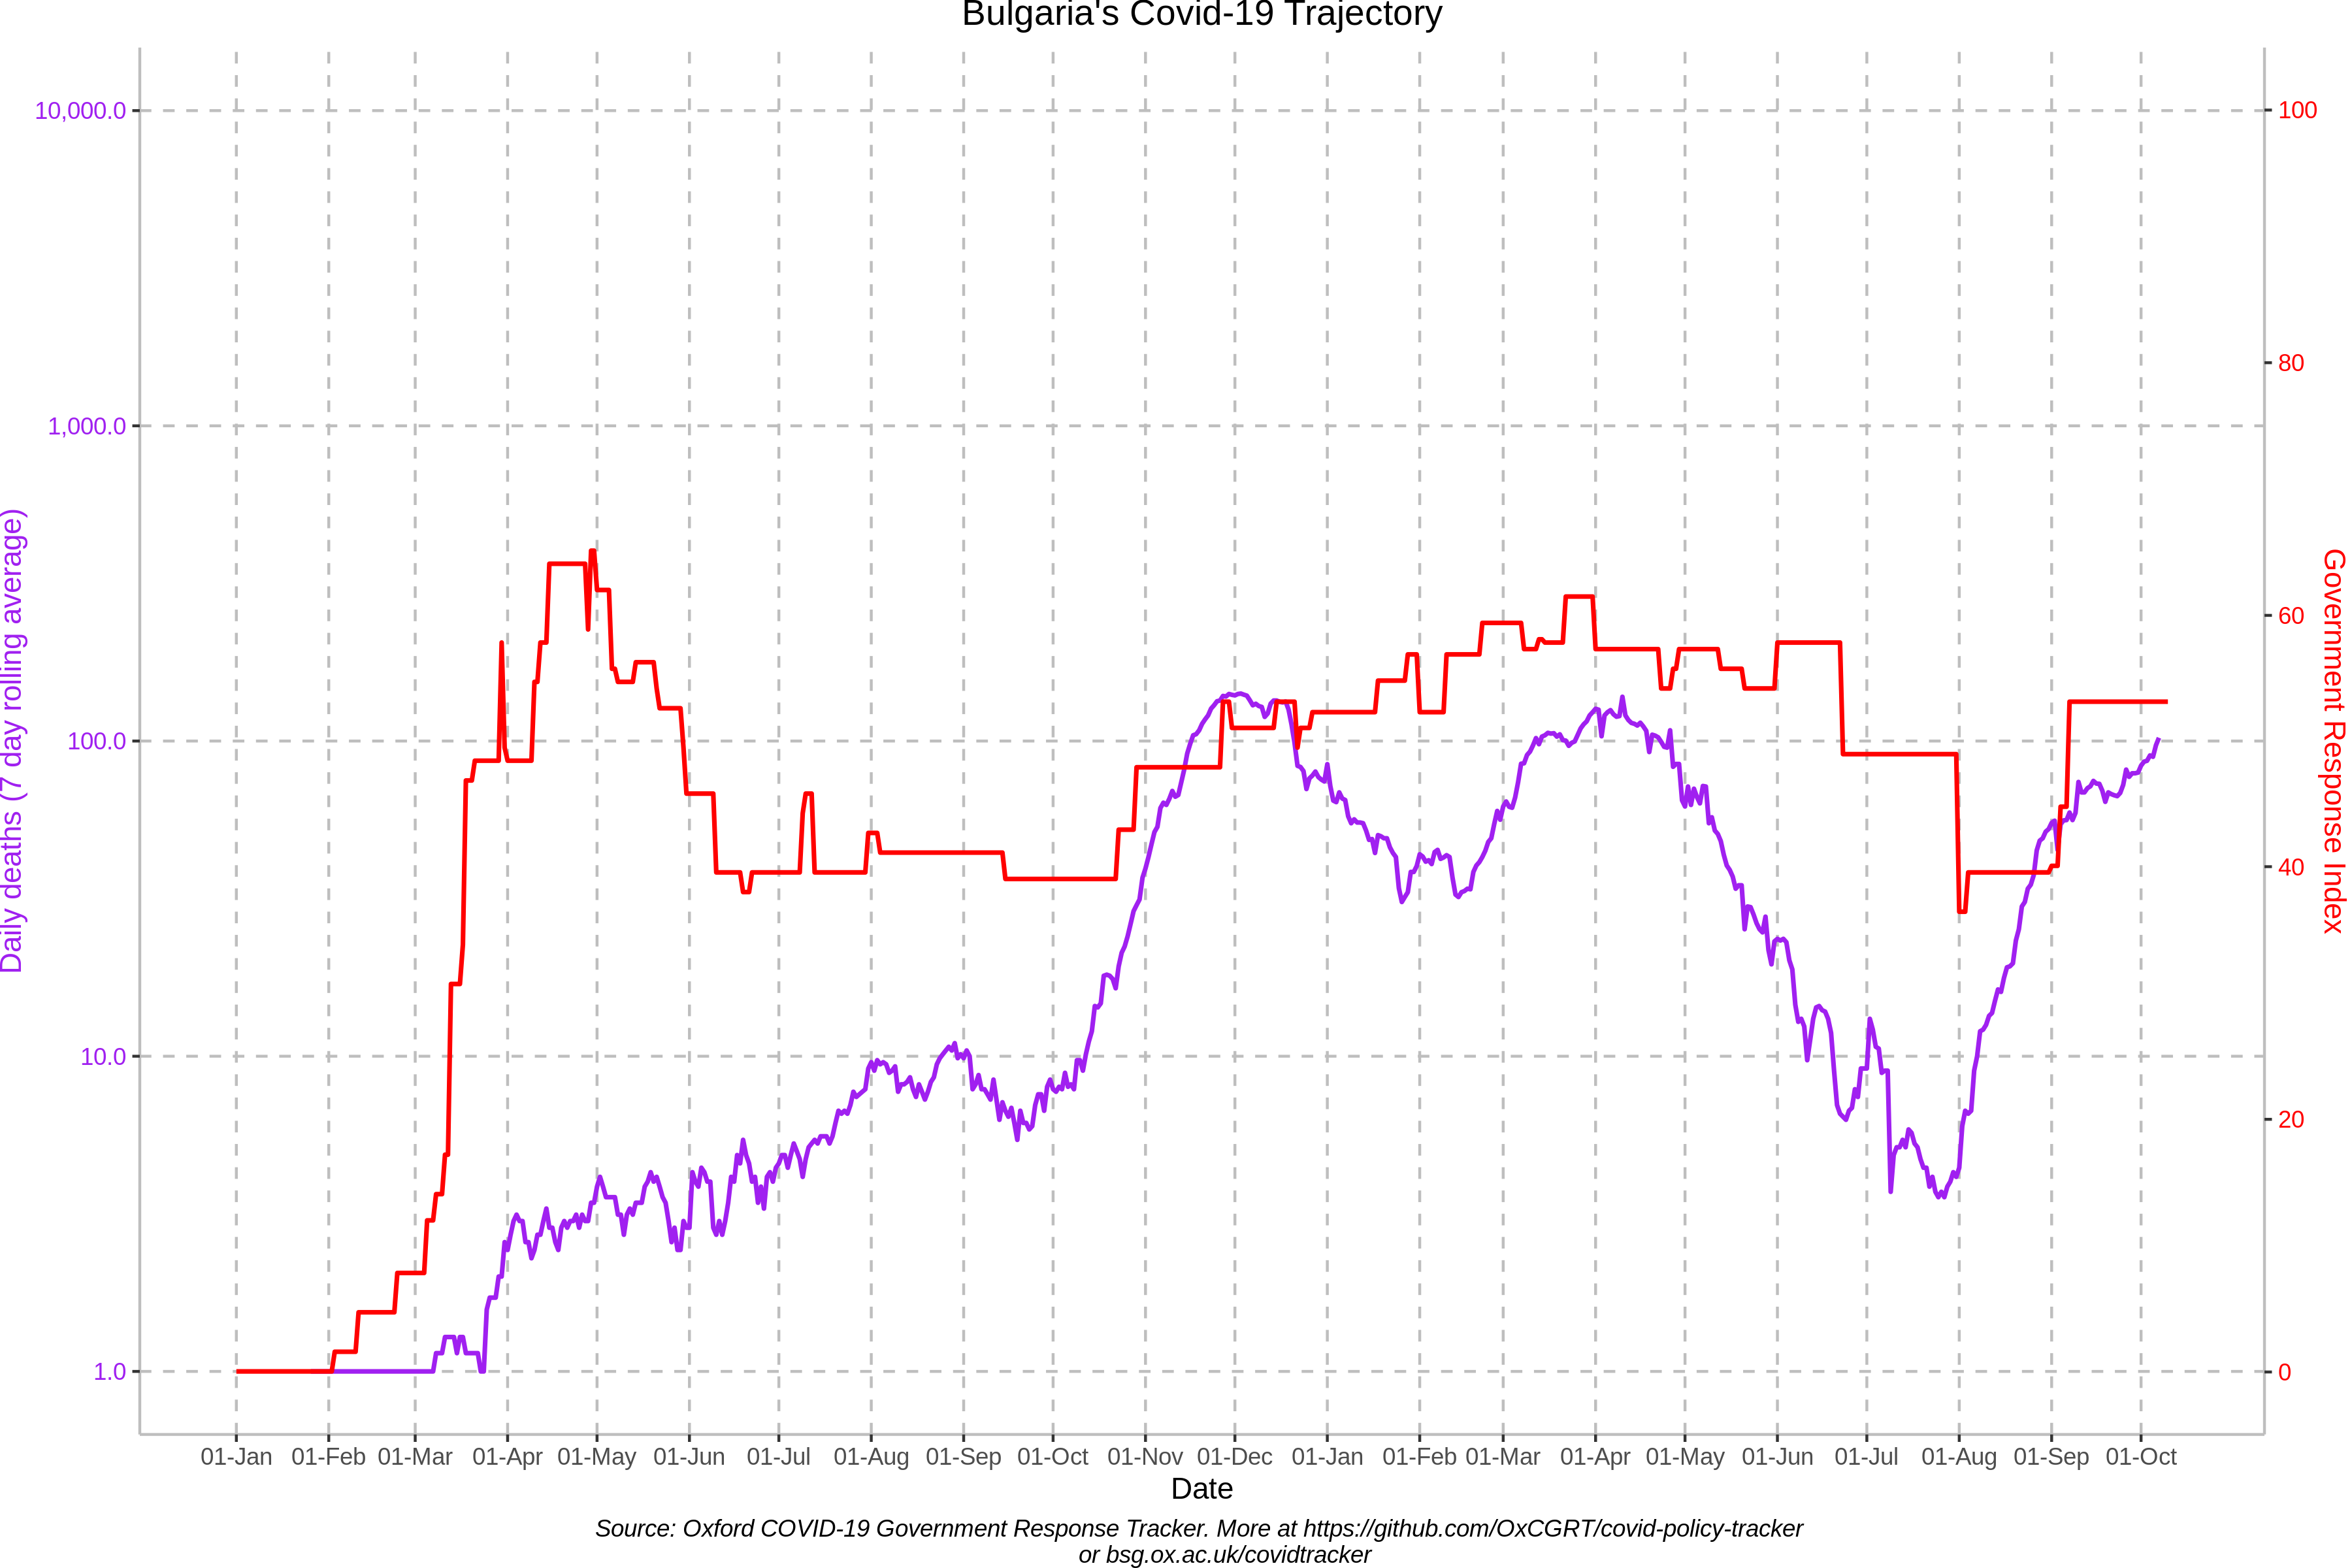 Bulgaria's Covid-19 Trajectory
10,000.0
1,000.0
100.0
10.0
1.0
Daily deaths (7 day rolling average)
100
80
60
40
20
0
Government Response Index
01-Jan 01-Feb 01-Mar 01-Apr 01-May 01-Jun 01-Jul 01-Aug 01-Sep 01-Oct 01-Nov 01-Dec 01-Jan 01-Feb 01-Mar 01-Apr 01-May 01-Jun 01-Jul 01-Aug 01-Sep 01-Oct
Date
Source: Oxford COVID-19 Government Response Tracker. More at https://github.com/OxCGRT/covid-policy-tracker
or bsg.ox.ac.uk/covidtracker